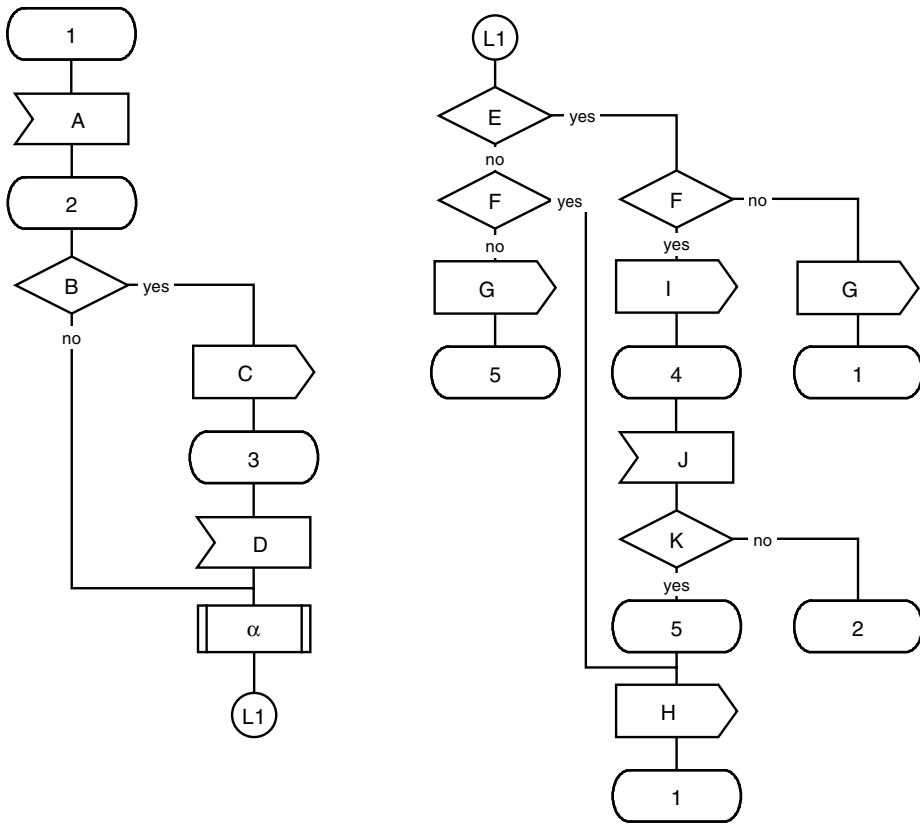 1
A
2
B
yes
no
C
3
D
α
L1
L1
E
yes
no
F
yes
no
G
5
F
no
yes
I
4
J
K
no
yes
5
2
H
1
G
1